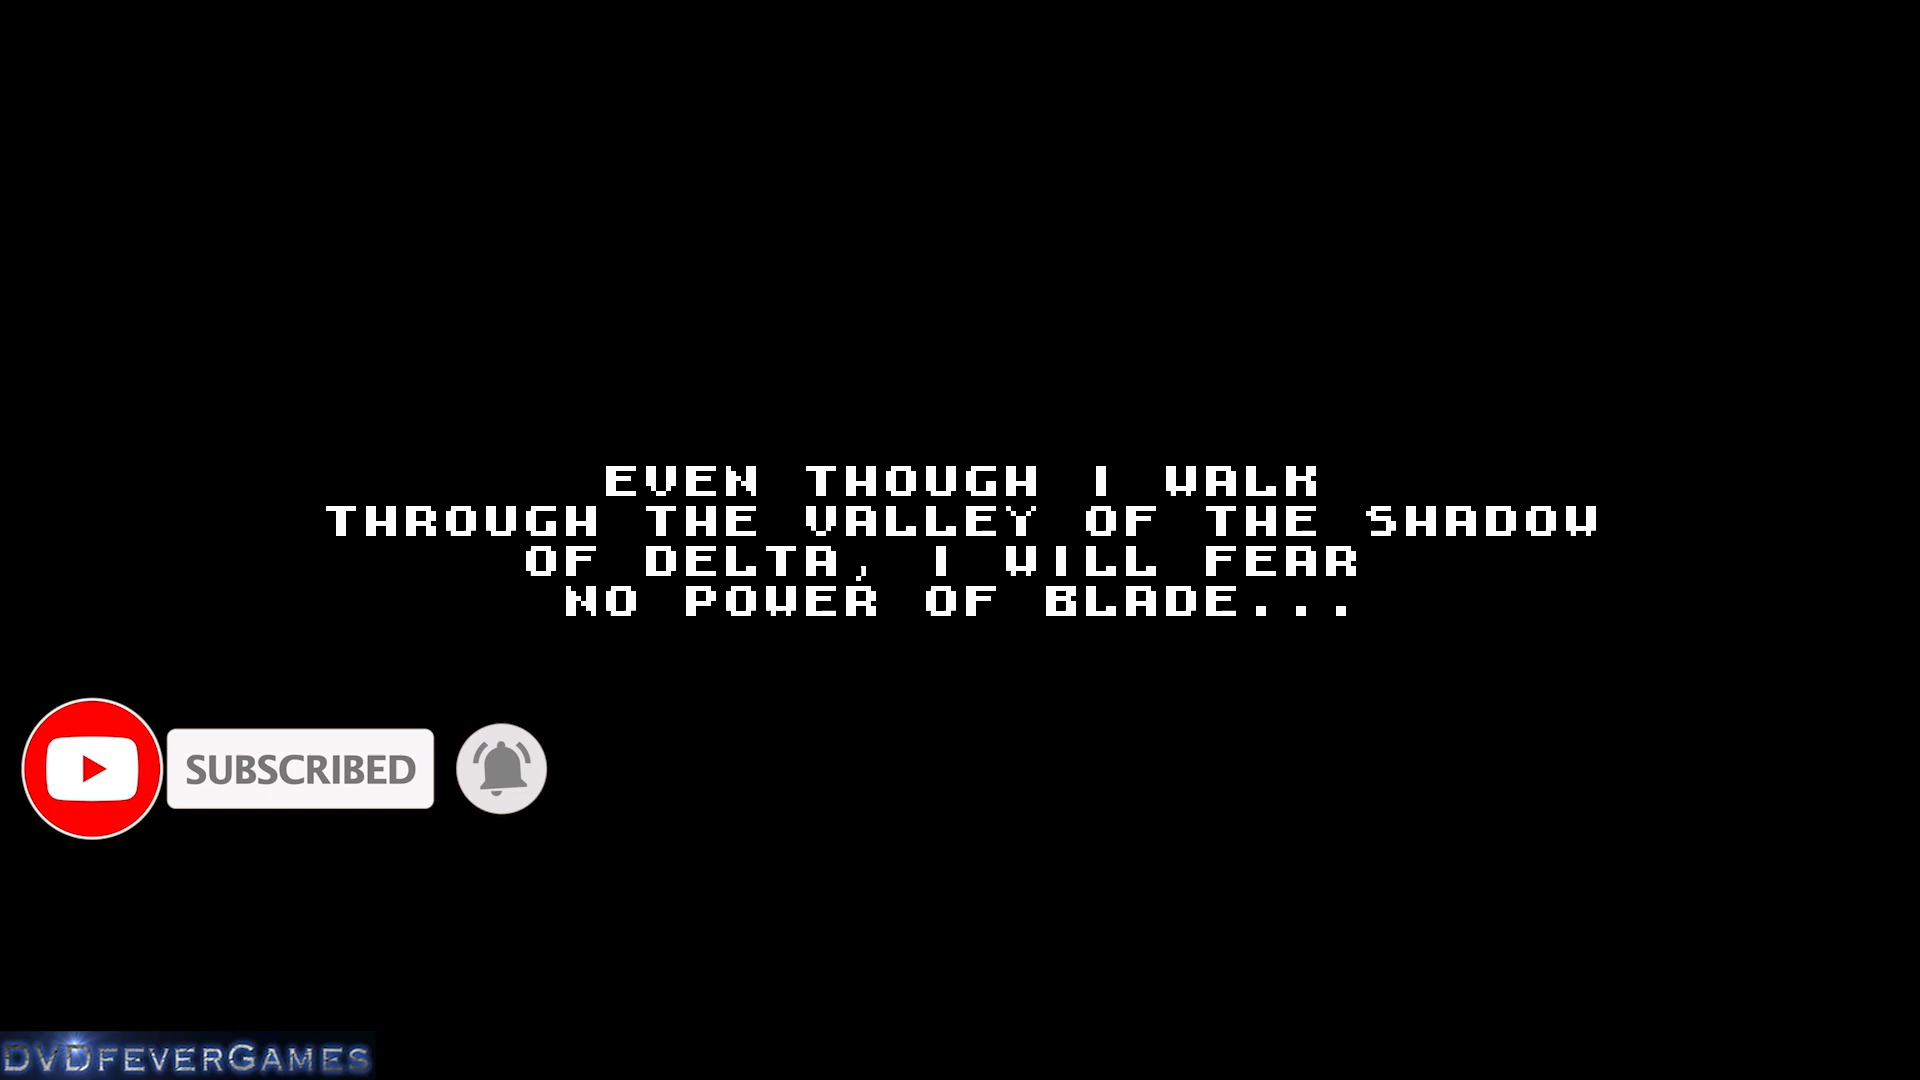 EVEN THOUGH I WALK
THROUGH THE VALLEY OF THE SHADOW
OF DELTA, I WILL FEAR
NO POWER OF BLADE...
SUBSCRIBED
DVDFEVERGAMES